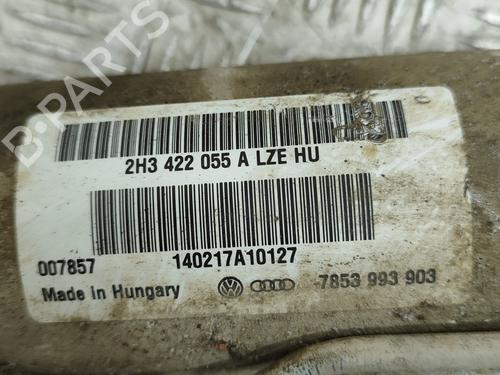 B-PARTS
2H3 422 055 A LZE HU
140217A10127
007857
Made in Hungary
7853 993 903